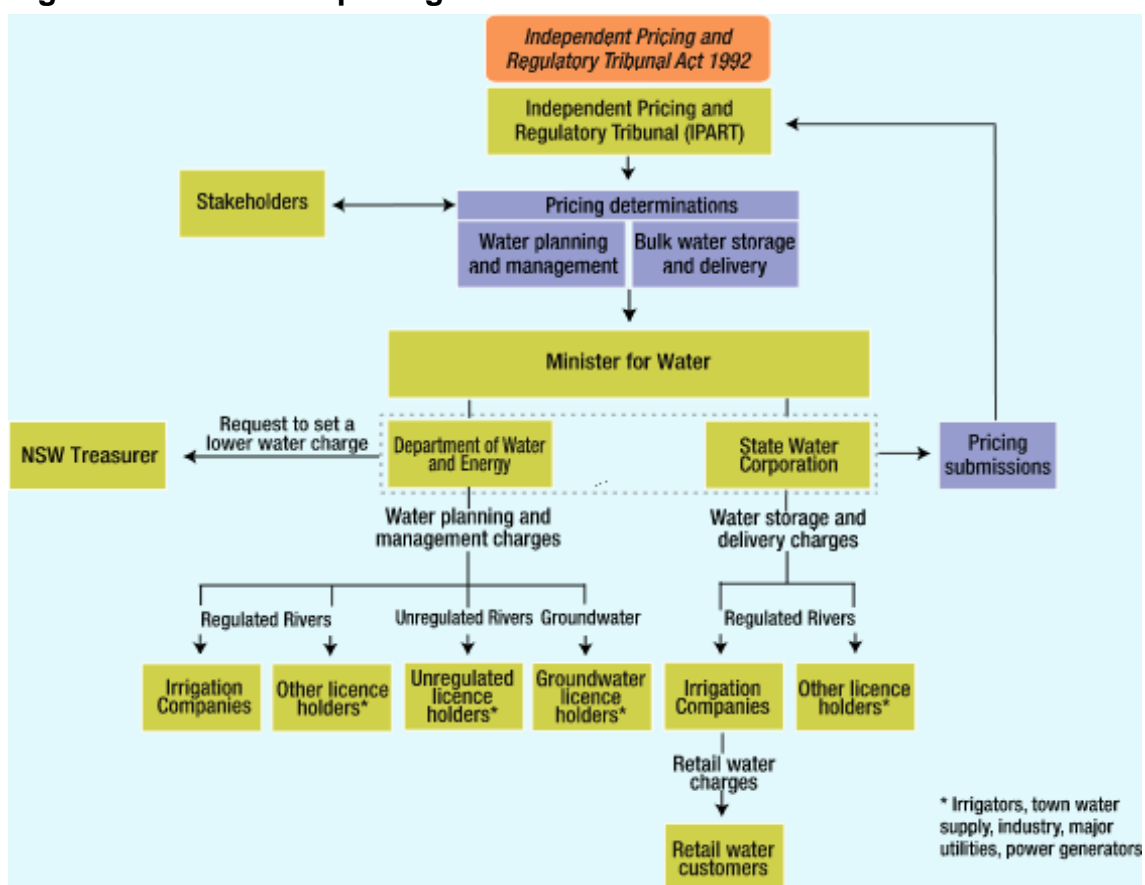 Independent Pricing and
Regulatory Tribunal Act 1992
Independent Pricing and
Regulatory Tribunal (IPART)
Stakeholders
Pricing determinations
Water planning
and management
Bulk water storage
and delivery
Minister for Water
Request to set a
lower water charge
NSW Treasurer
Department of Water
and Energy
State Water
Corporation
Pricing
submissions
Water planning and
management charges
Water storage and
delivery charges
Regulated Rivers
Unregulated Rivers
Groundwater
Regulated Rivers
Irrigation
Companies
Other licence
holders*
Unregulated
licence
holders*
Groundwater
licence
holders*
Irrigation
Companies
Other licence
holders*
Retail water
charges
Retail water
customers
* Irrigators, town water
supply, industry, major
utilities, power generators